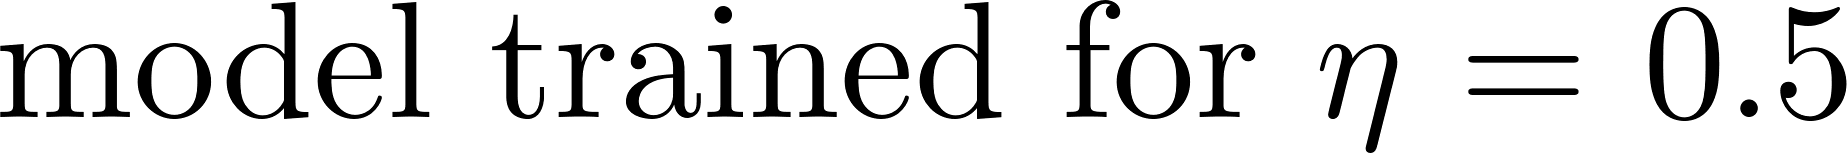 model trained for η = 0.5